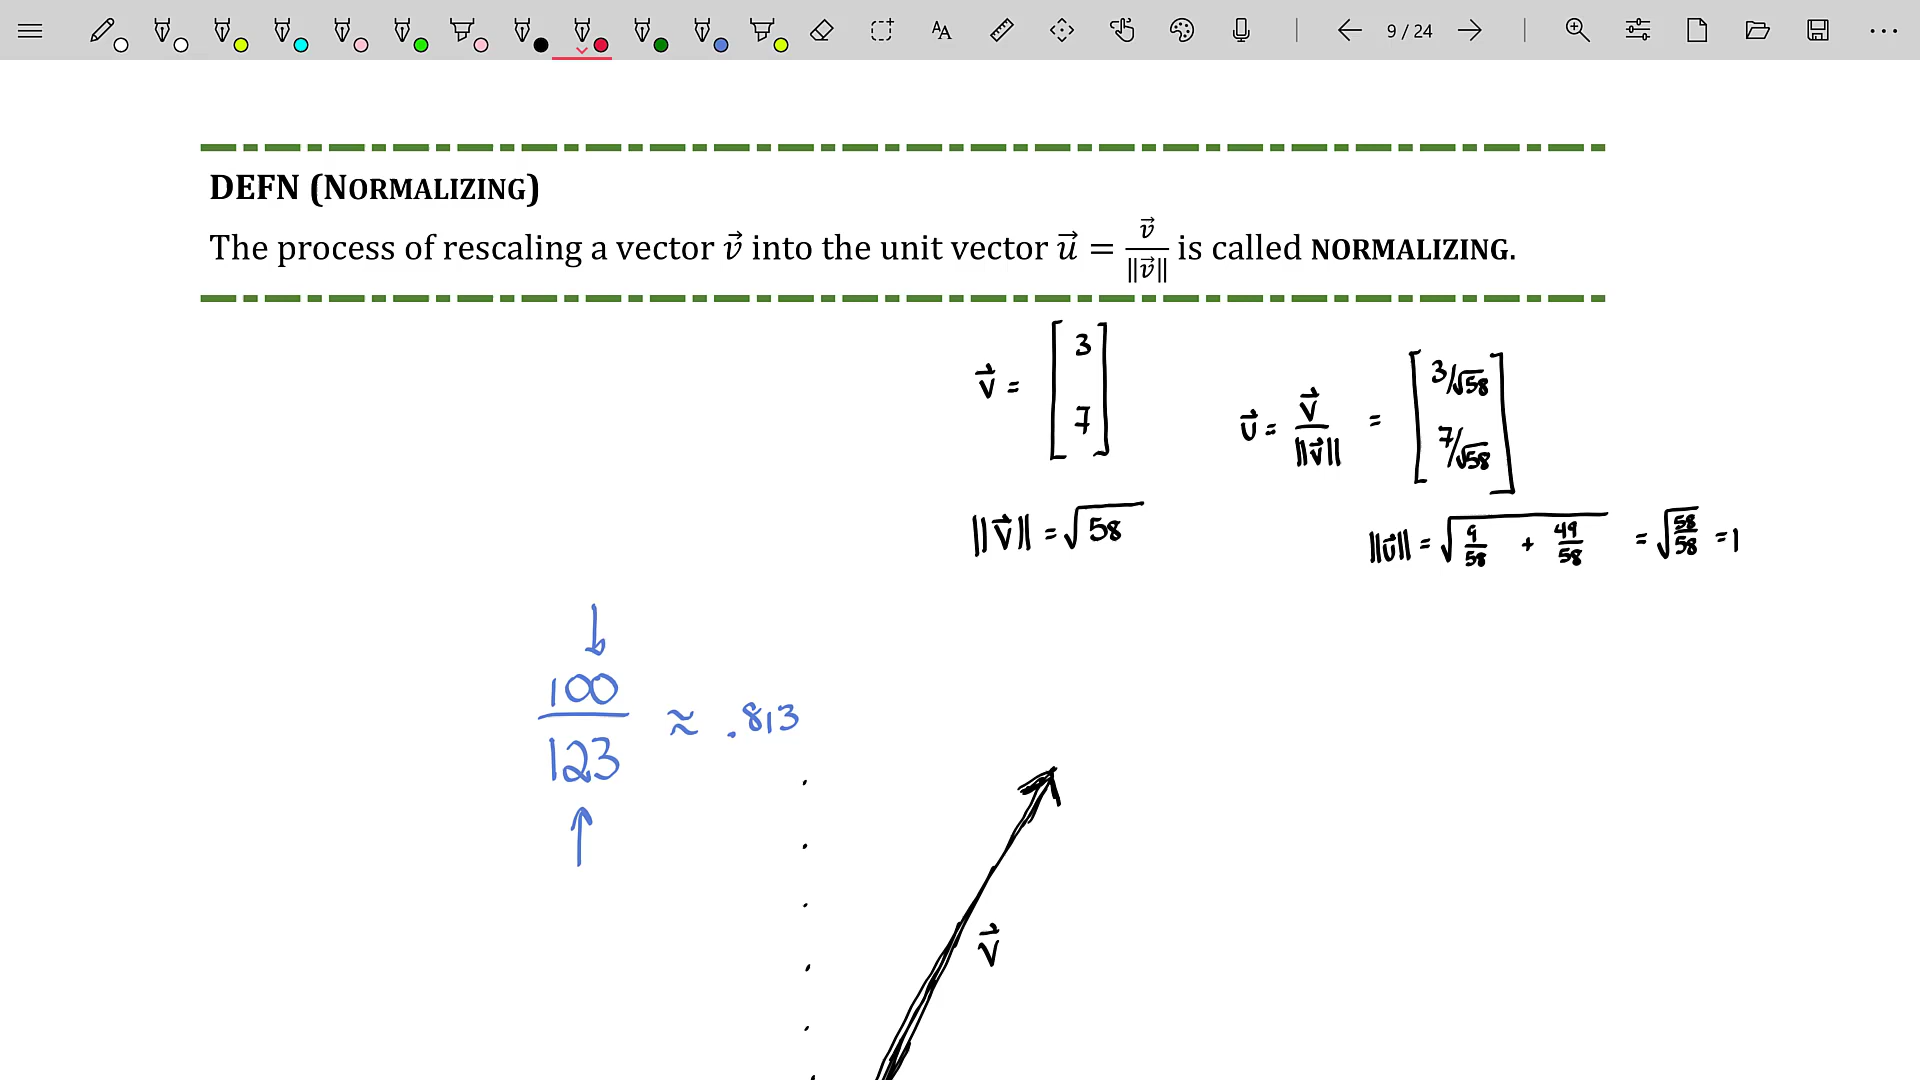 9 / 24
DEFN (NORMALIZING)
The process of rescaling a vector v⃗ into the unit vector u⃗ = v⃗ / ‖v⃗‖ is called NORMALIZING.
v⃗ = [3 7]
u⃗ = v⃗ / ||v⃗|| = [3/√58 7/√58]
||v⃗|| = √58
||u⃗|| = √(9/58 + 49/58) = √(58/58) = 1
100/123 ≈ .813
v⃗